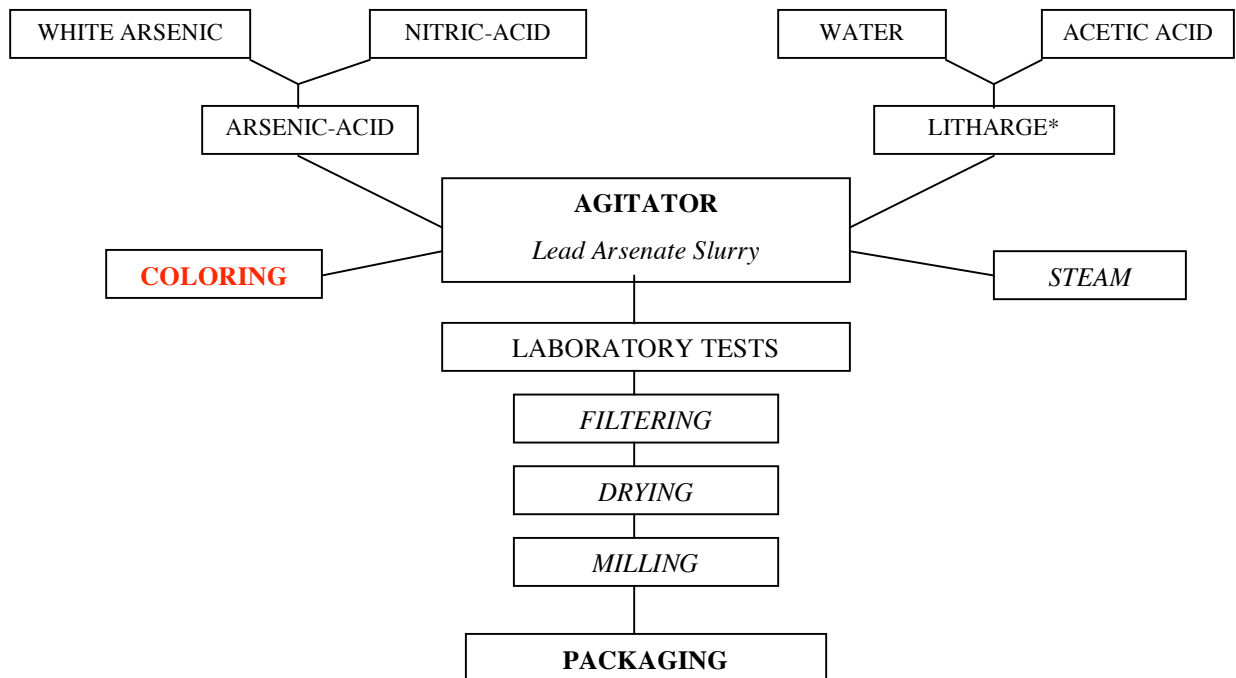 WHITE ARSENIC
NITRIC-ACID
WATER
ACETIC ACID
ARSENIC-ACID
LITHARGE*
AGITATOR
Lead Arsenate Slurry
COLORING
STEAM
LABORATORY TESTS
FILTERING
DRYING
MILLING
PACKAGING